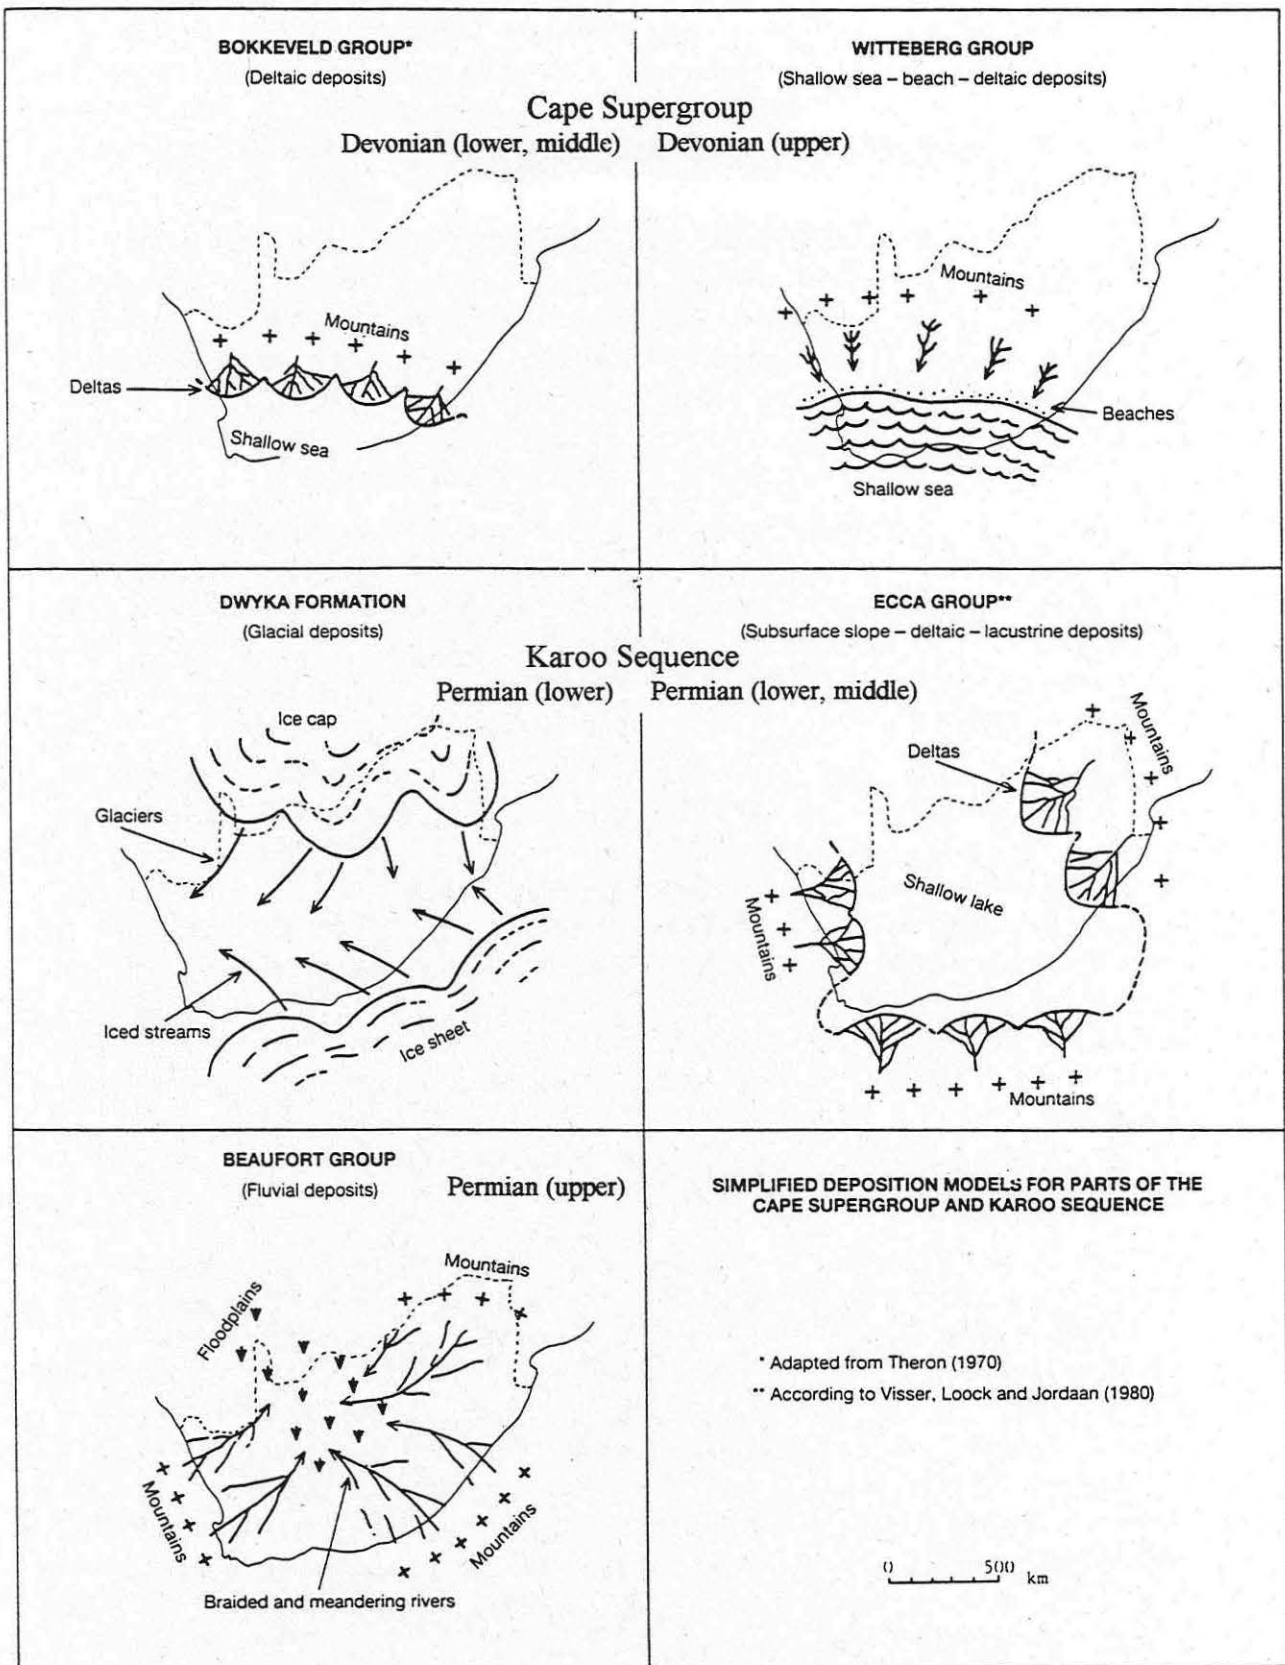 BOKKEVELD GROUP*
(Deltaic deposits)
WITTEBERG GROUP
(Shallow sea – beach – deltaic deposits)
Cape Supergroup
Devonian (lower, middle)
Devonian (upper)
Mountains
Deltas
Shallow sea
Mountains
Beaches
Shallow sea
DWYKA FORMATION
(Glacial deposits)
ECCA GROUP**
(Subsurface slope – deltaic – lacustrine deposits)
Karoo Sequence
Permian (lower)
Permian (lower, middle)
Ice cap
Glaciers
Iced streams
Ice sheet
Mountains
Deltas
Shallow lake
Mountains
Mountains
BEAUFORT GROUP
(Fluvial deposits)
Permian (upper)
Mountains
Floodplains
Mountains
Mountains
Braided and meandering rivers
SIMPLIFIED DEPOSITION MODELS FOR PARTS OF THE
CAPE SUPERGROUP AND KAROO SEQUENCE
* Adapted from Theron (1970)
** According to Visser, Loock and Jordaan (1980)
0 500 km